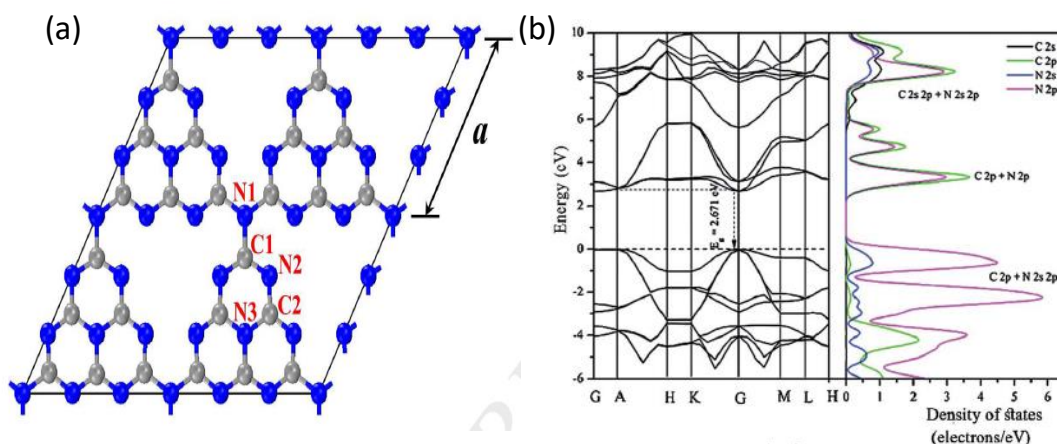 (a)
a
N1
C1
N2
N3
C2
(b)
Energy (eV)
10
8
6
4
2
0
-2
-4
-6
E_g = 2.671 eV
G A H K G M L H
C 2s
C 2p
N 2s
N 2p
C 2s 2p + N 2s 2p
C 2p + N 2p
C 2p + N 2s 2p
0 1 2 3 4 5 6
Density of states
(electrons/eV)